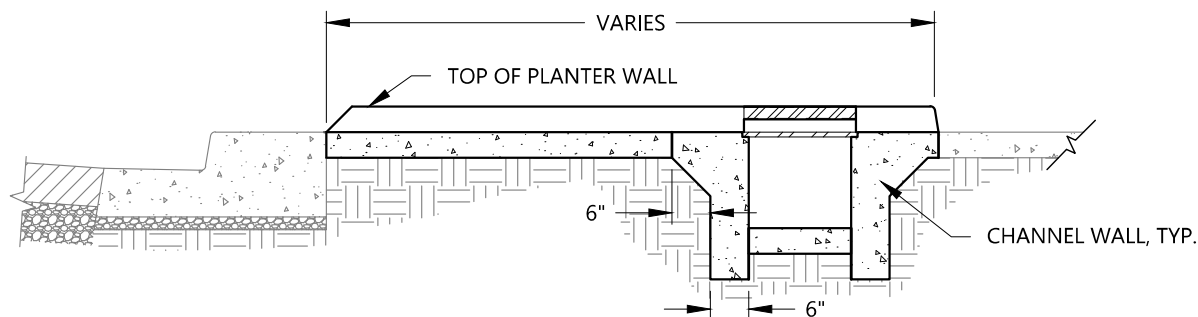 VARIES
TOP OF PLANTER WALL
6"
CHANNEL WALL, TYP.
6"